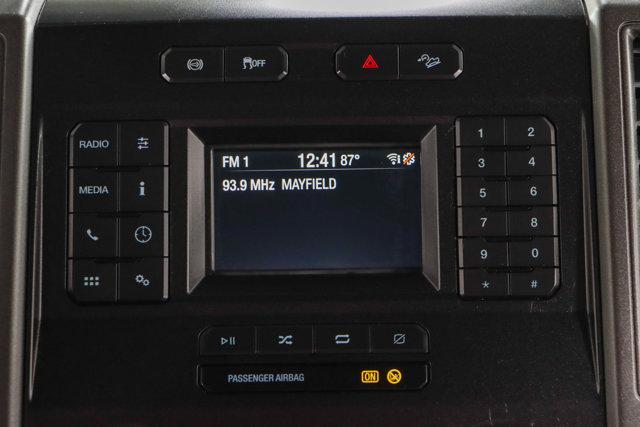 OFF
RADIO
MEDIA
i
FM 1 12:41 87°
93.9 MHz MAYFIELD
1 2
3 4
5 6
7 8
9 0
* #
PASSENGER AIRBAG ON